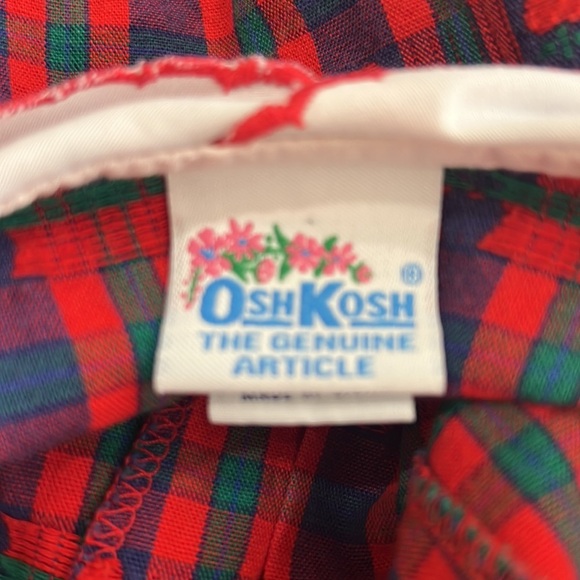 OSHKOSH ®
THE GENUINE
ARTICLE